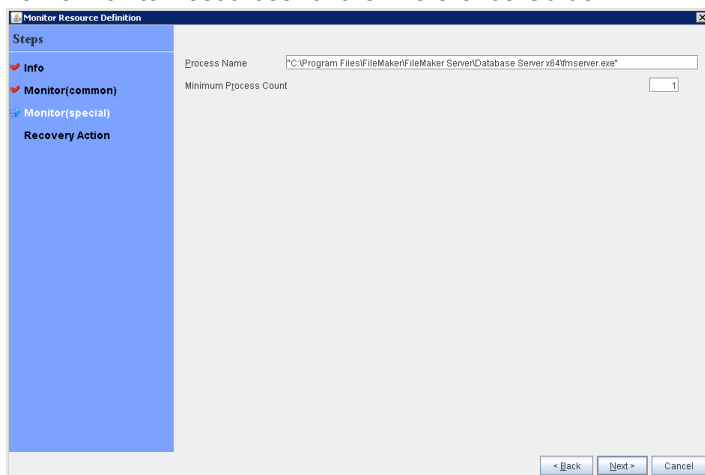 Monitor Resource Definition
Steps
Info
Monitor(common)
Monitor(special)
Recovery Action
Process Name "C:\Program Files\FileMaker\FileMaker Server\Database Server x64\fmserver.exe"
Minimum Process Count 1
< Back Next > Cancel